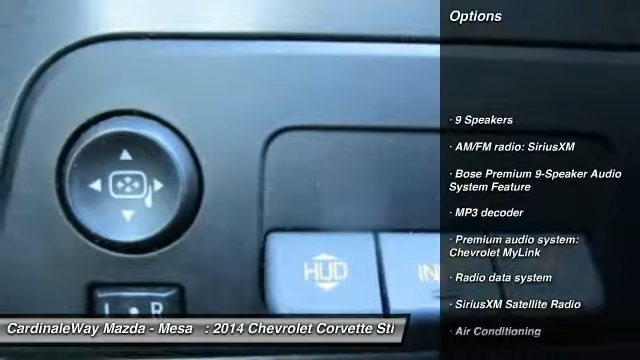 Options
· 9 Speakers
· AM/FM radio: SiriusXM
· Bose Premium 9-Speaker Audio
System Feature
· MP3 decoder
· Premium audio system:
Chevrolet MyLink
· Radio data system
· SiriusXM Satellite Radio
· Air Conditioning
HUD
IN
L R
CardinaleWay Mazda - Mesa : 2014 Chevrolet Corvette Sti